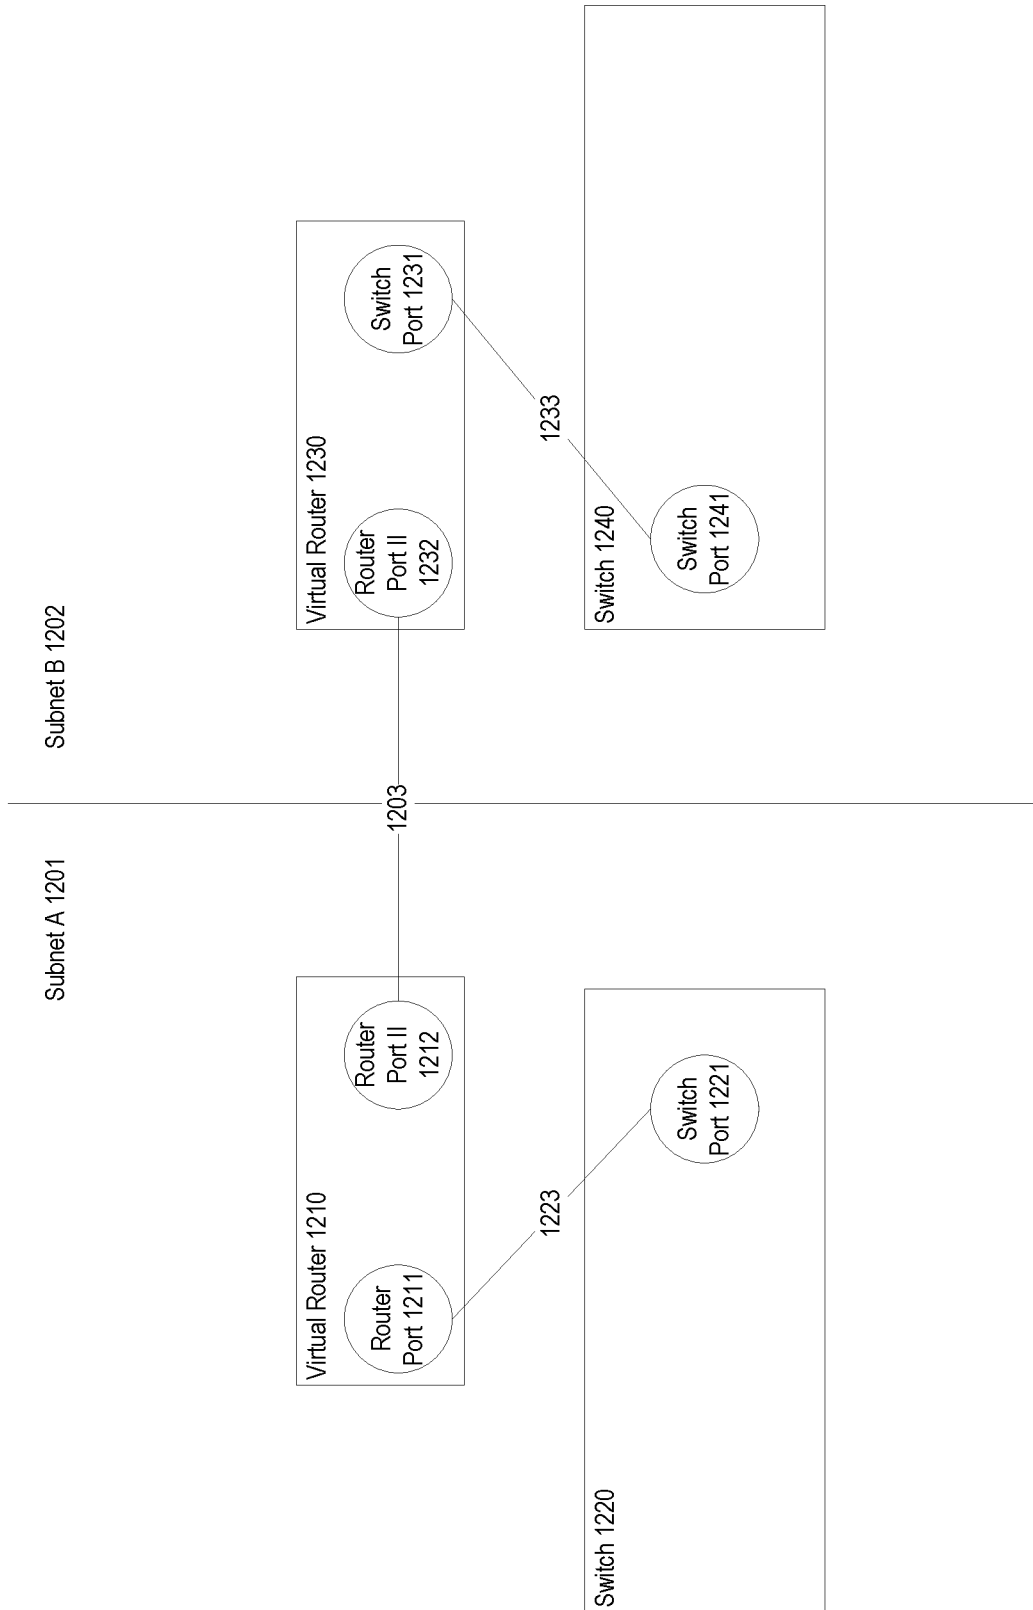 Subnet A 1201
Subnet B 1202
Virtual Router 1210
Router
Port 1211
Router
Port II
1212
1203
Virtual Router 1230
Router
Port II
1232
Switch
Port 1231
1223
1233
Switch 1220
Switch
Port 1221
Switch 1240
Switch
Port 1241